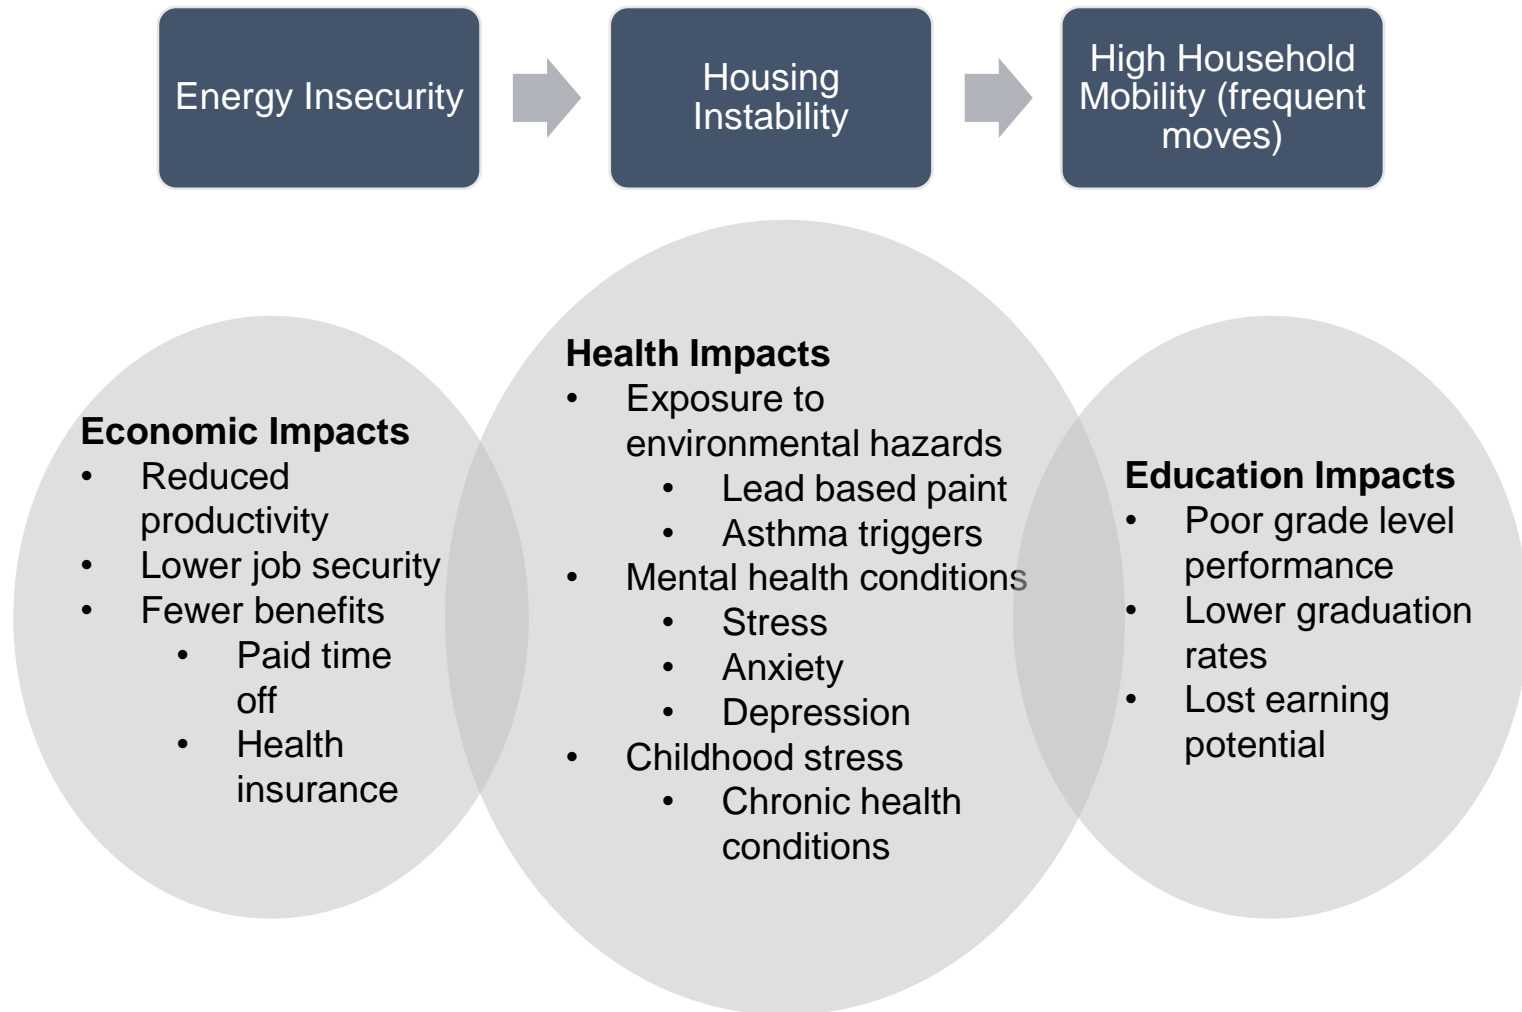 Energy Insecurity
Housing
Instability
High Household
Mobility (frequent
moves)
Economic Impacts
• Reduced
productivity
• Lower job security
• Fewer benefits
• Paid time
off
• Health
insurance
Health Impacts
• Exposure to
environmental hazards
• Lead based paint
• Asthma triggers
• Mental health conditions
• Stress
• Anxiety
• Depression
• Childhood stress
• Chronic health
conditions
Education Impacts
• Poor grade level
performance
• Lower graduation
rates
• Lost earning
potential